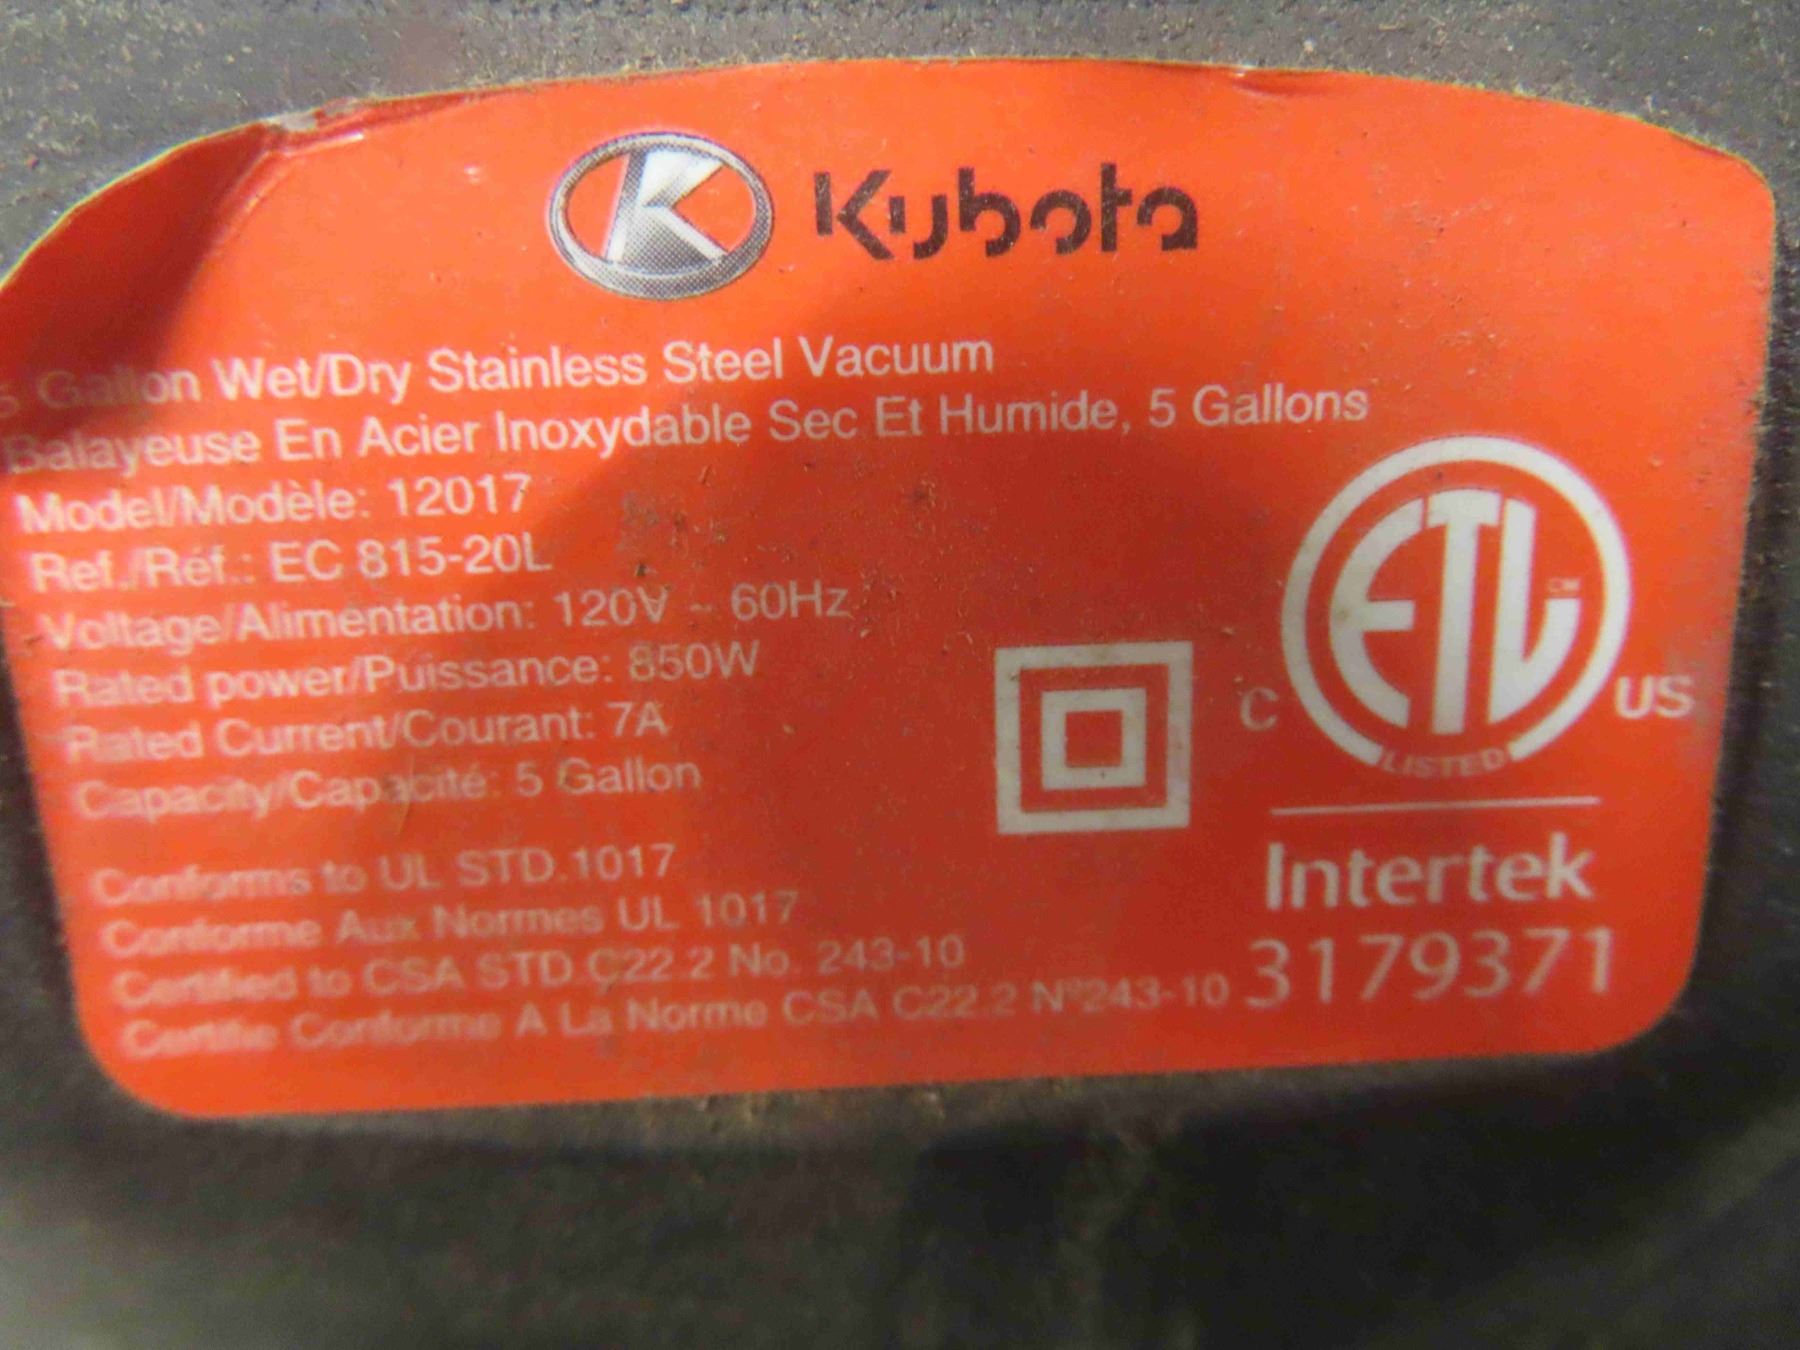 K Kubota
5 Gallon Wet/Dry Stainless Steel Vacuum
Balayeuse En Acier Inoxydable Sec Et Humide, 5 Gallons
Model/Modèle: 12017
Ref./Réf.: EC 815-20L
Voltage/Alimentation: 120V ~ 60Hz
Rated power/Puissance: 850W
Rated Current/Courant: 7A
Capacity/Capacité: 5 Gallon
Conforms to UL STD.1017
Conforme Aux Normes UL 1017
Certified to CSA STD.C22.2 No. 243-10
Certifie Conforme A La Norme CSA C22.2 Nº243-10
ETL CM
C US
LISTED
Intertek
3179371